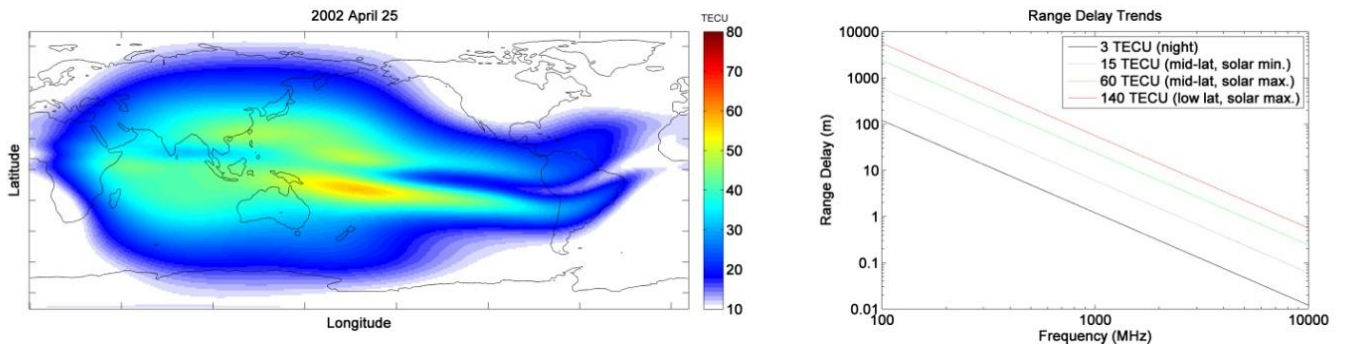 2002 April 25
TECU
80
70
60
50
40
30
20
10
Latitude
Longitude
Range Delay Trends
3 TECU (night)
15 TECU (mid-lat, solar min.)
60 TECU (mid-lat, solar max.)
140 TECU (low lat, solar max.)
Range Delay (m)
10000
1000
100
10
1
0.1
0.01
100
1000
10000
Frequency (MHz)